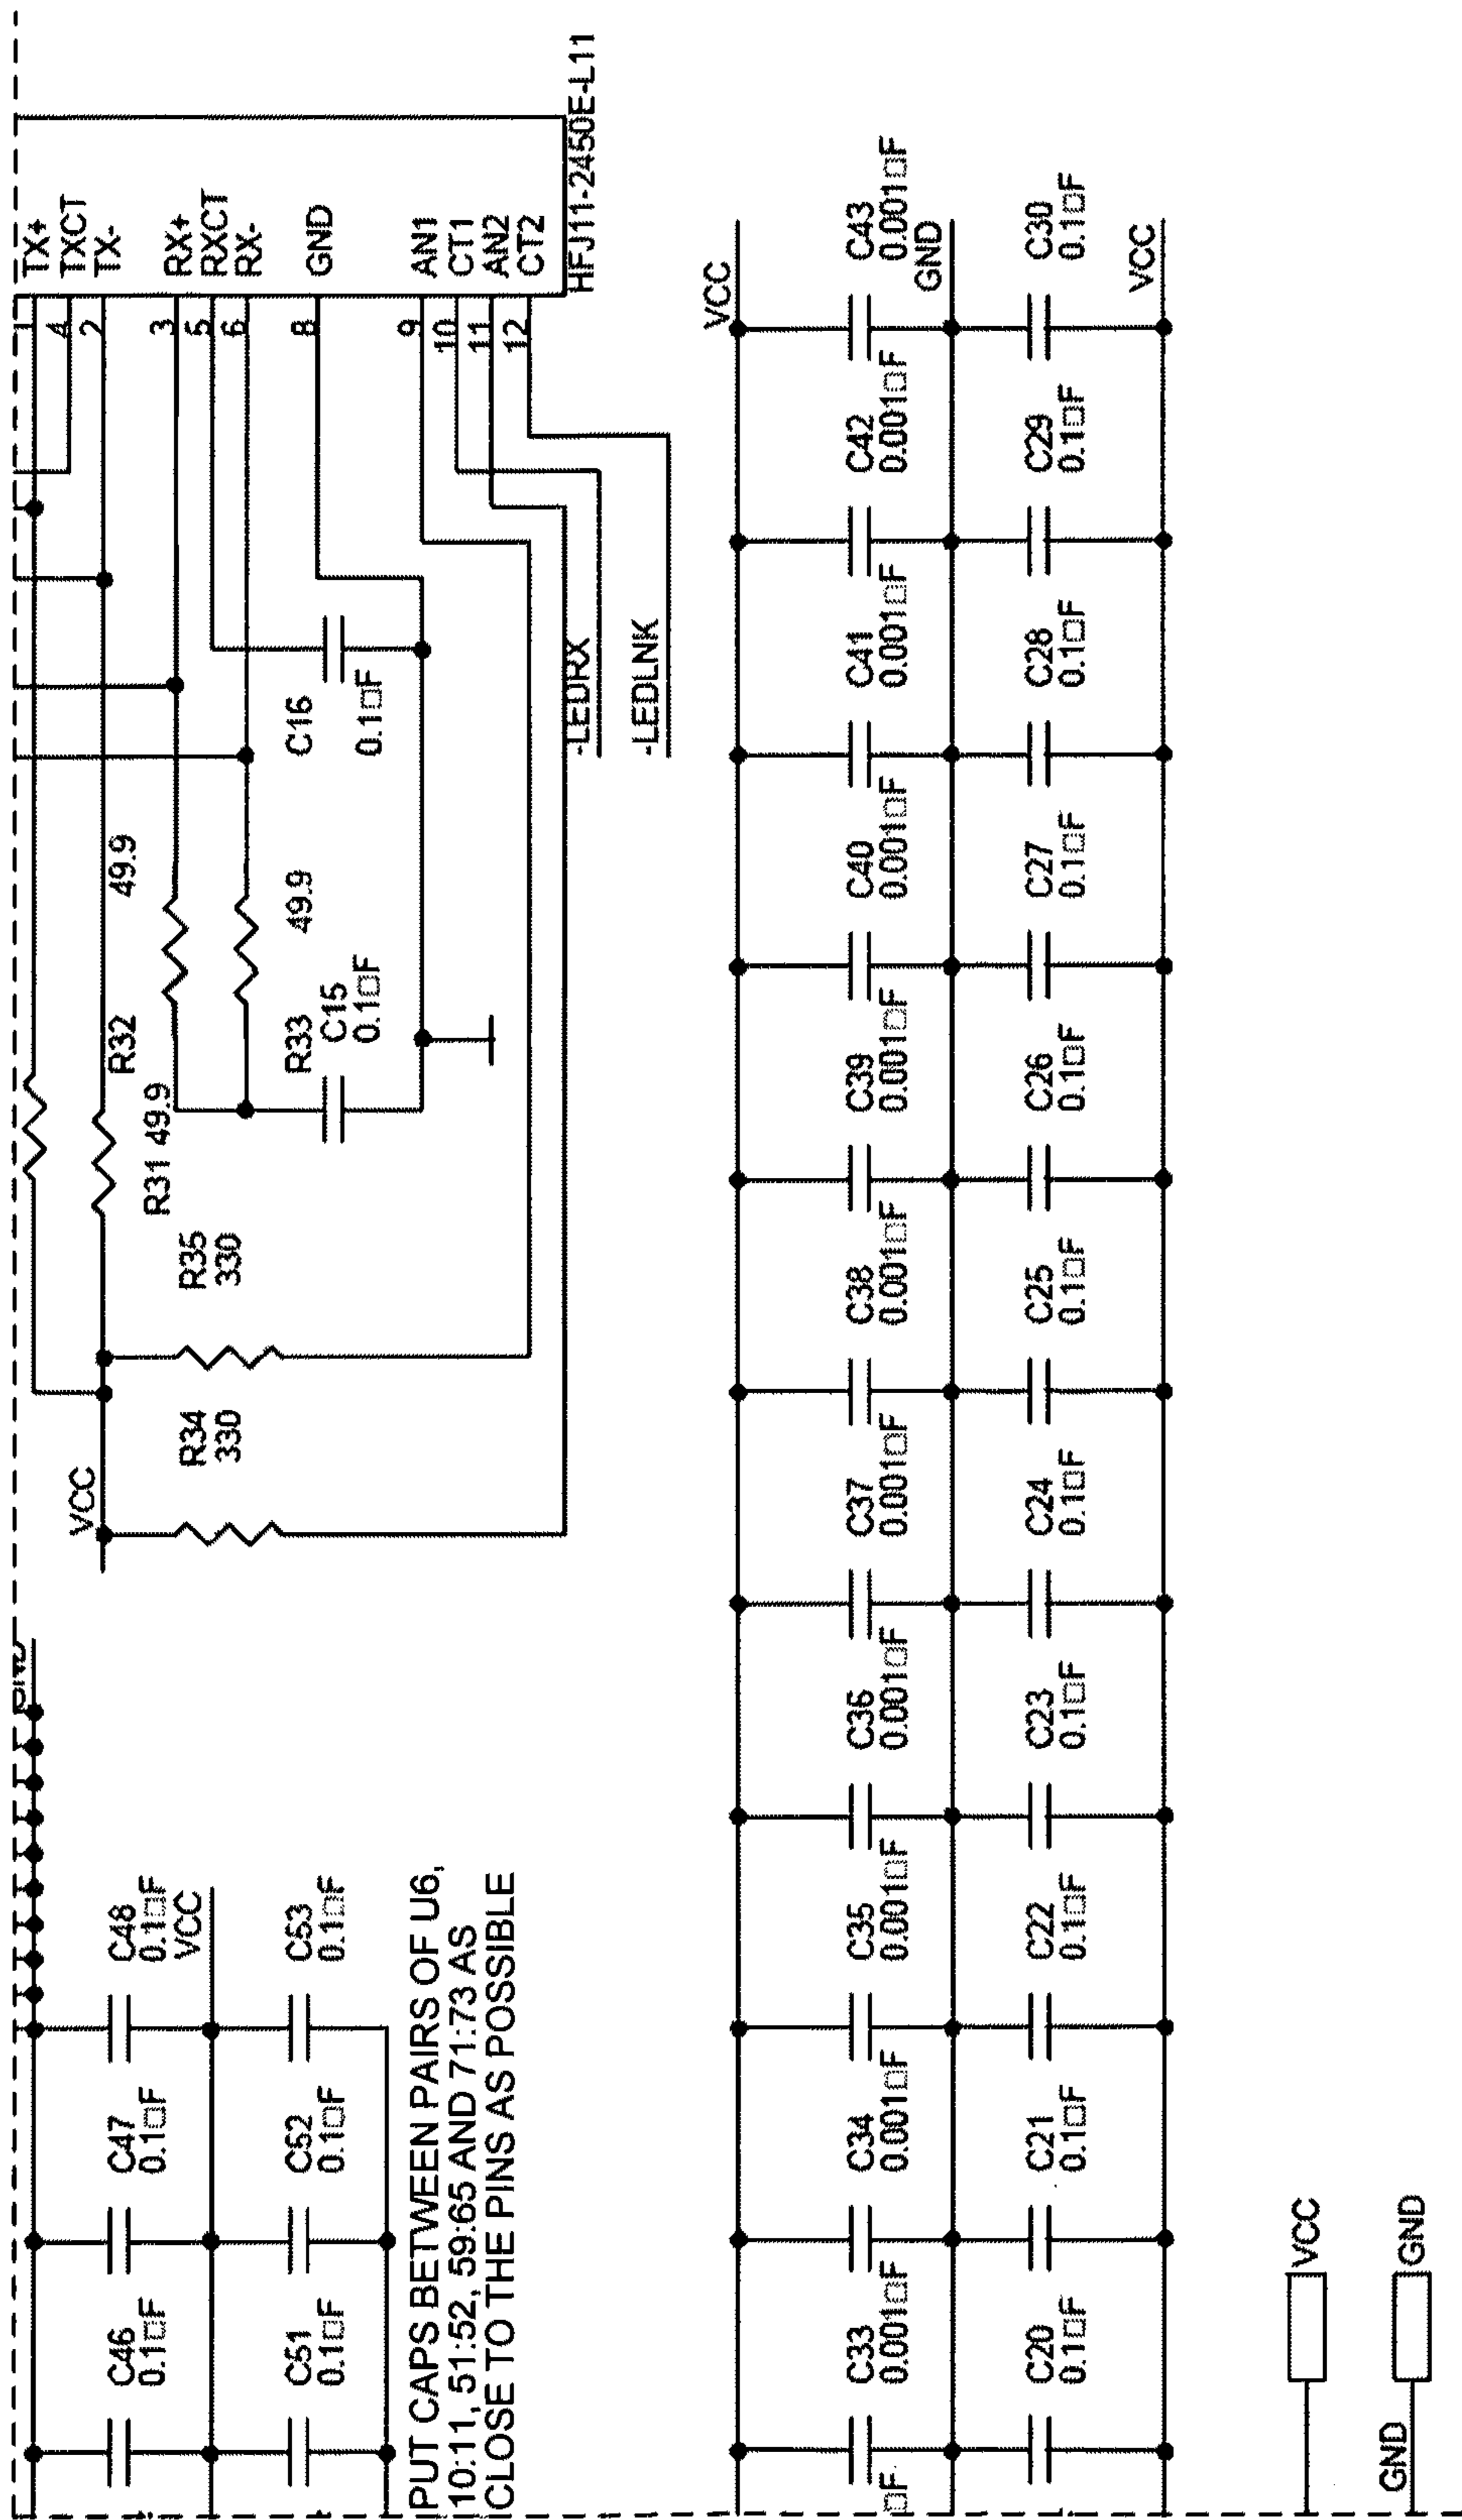 TX+
TXCT
TX-
RX+
RXCT
RX-
GND
AN1
CT1
AN2
CT2
1
4
2
3
5
6
8
9
10
11
12
HFJ11-2450E-L11
C16
0.1□F
-LEDRX
-LEDLNK
49.9
R32
49.9
R33
C15
0.1□F
R31 49.9
R35
330
R34
330
VCC
C48
0.1□F
VCC
C47
0.1□F
C46
0.1□F
C53
0.1□F
C52
0.1□F
C51
0.1□F
PUT CAPS BETWEEN PAIRS OF U6,
10:11, 51:52, 59:65 AND 71:73 AS
CLOSE TO THE PINS AS POSSIBLE
VCC
□F
C33
0.001□F
C34
0.001□F
C35
0.001□F
C36
0.001□F
C37
0.001□F
C38
0.001□F
C39
0.001□F
C40
0.001□F
C41
0.001□F
C42
0.001□F
C43
0.001□F
GND
C20
0.1□F
C21
0.1□F
C22
0.1□F
C23
0.1□F
C24
0.1□F
C25
0.1□F
C26
0.1□F
C27
0.1□F
C28
0.1□F
C29
0.1□F
C30
0.1□F
VCC
VCC
GND
GND